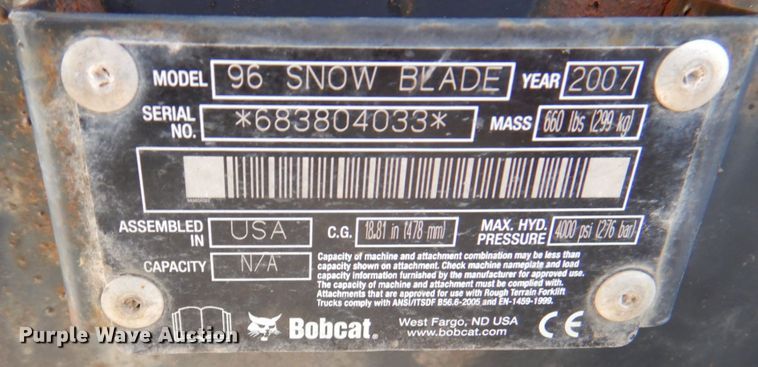 MODEL 96 SNOW BLADE YEAR 2007
SERIAL NO. *683804033* MASS 660 lbs (299 kg)
ASSEMBLED IN USA C.G. 18.81 in (478 mm) MAX. HYD. PRESSURE 4000 psi (276 bar)
CAPACITY N/A
Capacity of machine and attachment combination may be less than
capacity shown on attachment. Check machine nameplate and load
capacity information furnished by the manufacturer for approved use.
The capacity of machine and attachment must be complied with.
Attachments that are approved for use with Rough Terrain Forklift
Trucks comply with ANSI/ITSDF B56.6-2005 and EN-1459-1999.
Bobcat. West Fargo, ND USA
www.bobcat.com CE
Purple Wave Auction